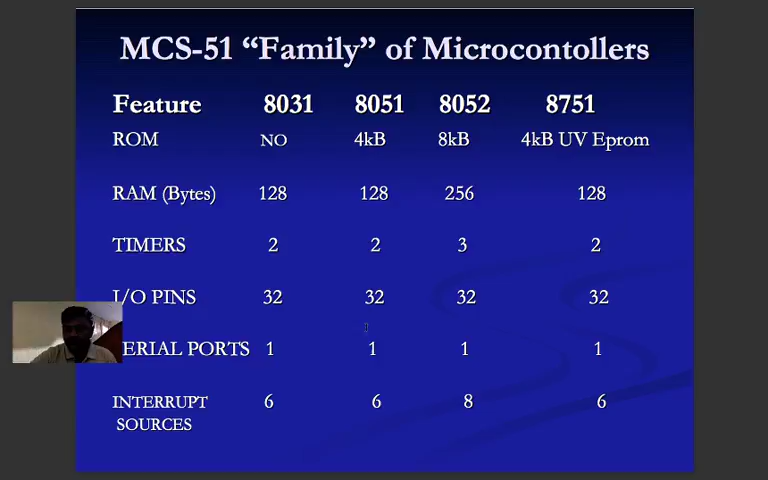 MCS-51 “Family” of Microcontollers
Feature 8031 8051 8052 8751
ROM NO 4kB 8kB 4kB UV Eprom
RAM (Bytes) 128 128 256 128
TIMERS 2 2 3 2
I/O PINS 32 32 32 32
ERIAL PORTS 1 1 1 1
INTERRUPT 6 6 8 6
SOURCES